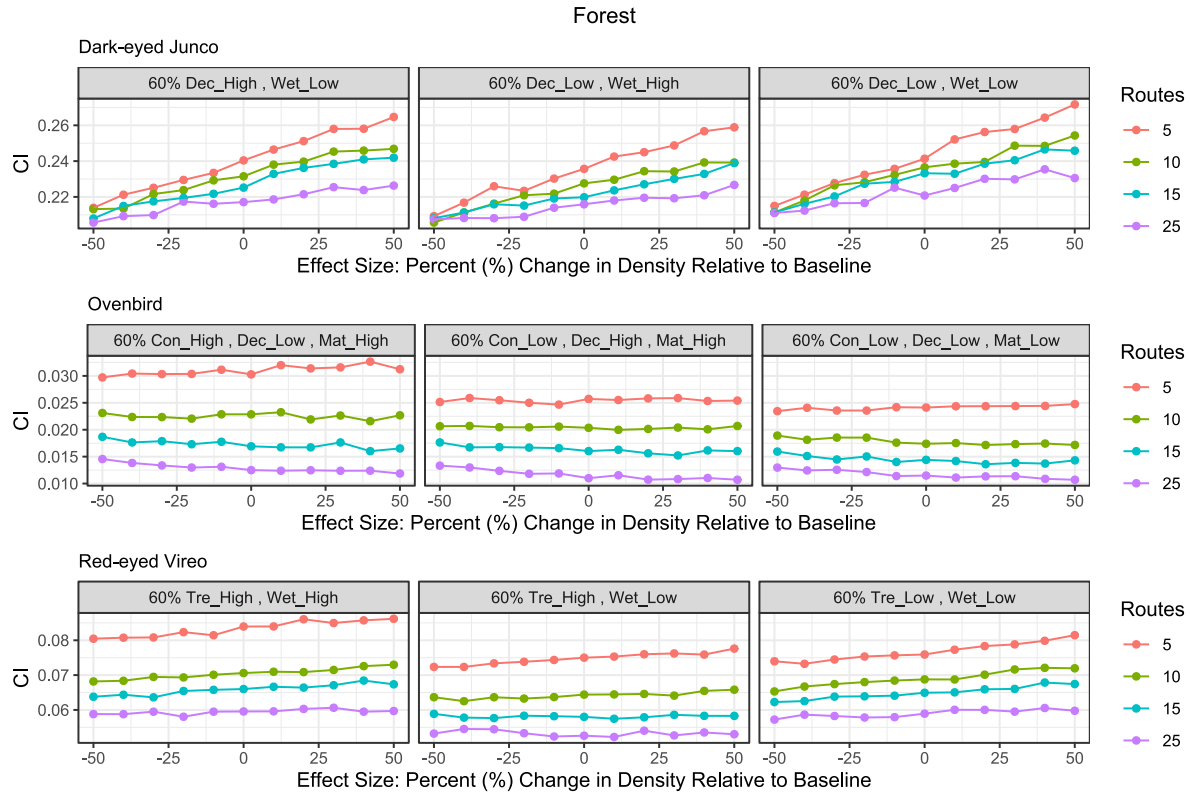 Forest
Dark-eyed Junco
60% Dec_High , Wet_Low
60% Dec_Low , Wet_High
60% Dec_Low , Wet_Low
CI
0.26
0.24
0.22
-50 -25 0 25 50
-50 -25 0 25 50
-50 -25 0 25 50
Effect Size: Percent (%) Change in Density Relative to Baseline
Routes
5
10
15
25
Ovenbird
60% Con_High , Dec_Low , Mat_High
60% Con_Low , Dec_High , Mat_High
60% Con_Low , Dec_Low , Mat_Low
CI
0.030
0.025
0.020
0.015
0.010
-50 -25 0 25 50
-50 -25 0 25 50
-50 -25 0 25 50
Effect Size: Percent (%) Change in Density Relative to Baseline
Routes
5
10
15
25
Red-eyed Vireo
60% Tre_High , Wet_High
60% Tre_High , Wet_Low
60% Tre_Low , Wet_Low
CI
0.08
0.07
0.06
-50 -25 0 25 50
-50 -25 0 25 50
-50 -25 0 25 50
Effect Size: Percent (%) Change in Density Relative to Baseline
Routes
5
10
15
25